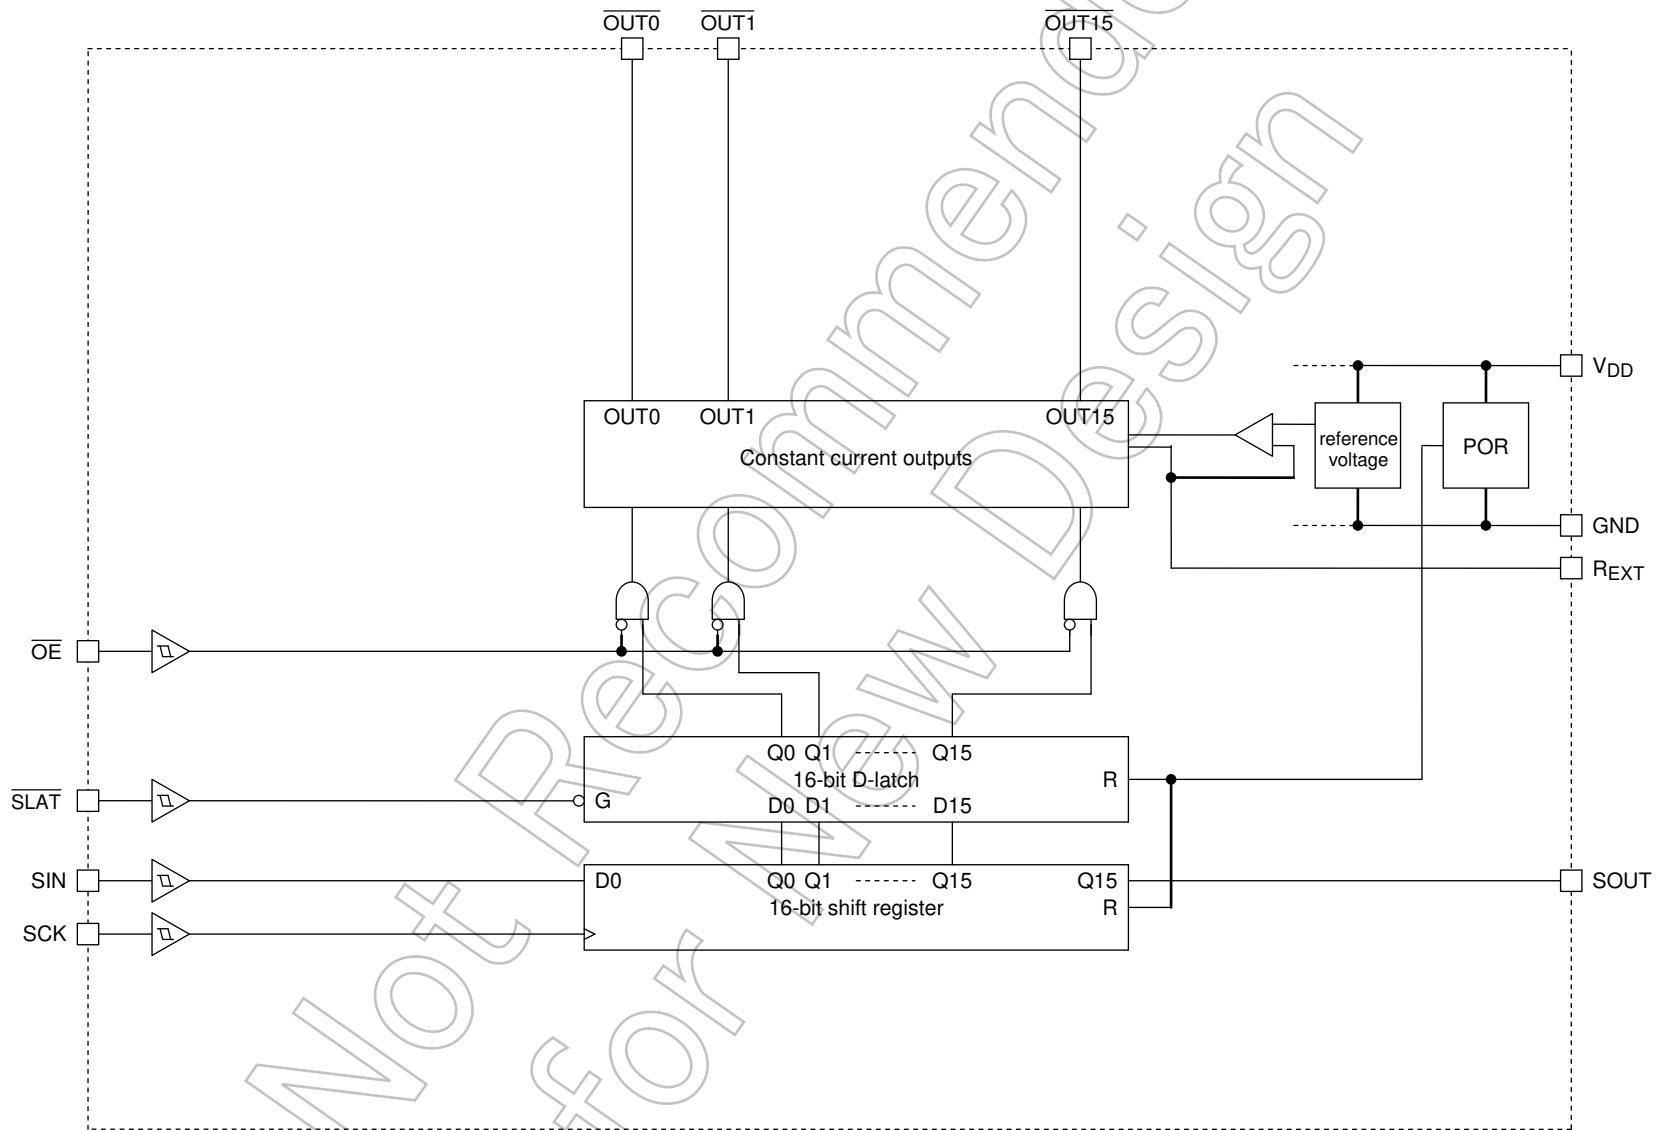 OUT0 OUT1 OUT15
OUT0 OUT1 OUT15
Constant current outputs
reference
voltage
POR
VDD
GND
REXT
OE
Q0 Q1 Q15
16-bit D-latch
R
SLAT
G
D0 D1 D15
SIN
D0
Q0 Q1 Q15
Q15
SOUT
16-bit shift register
R
SCK
Not Recommende
for New Design